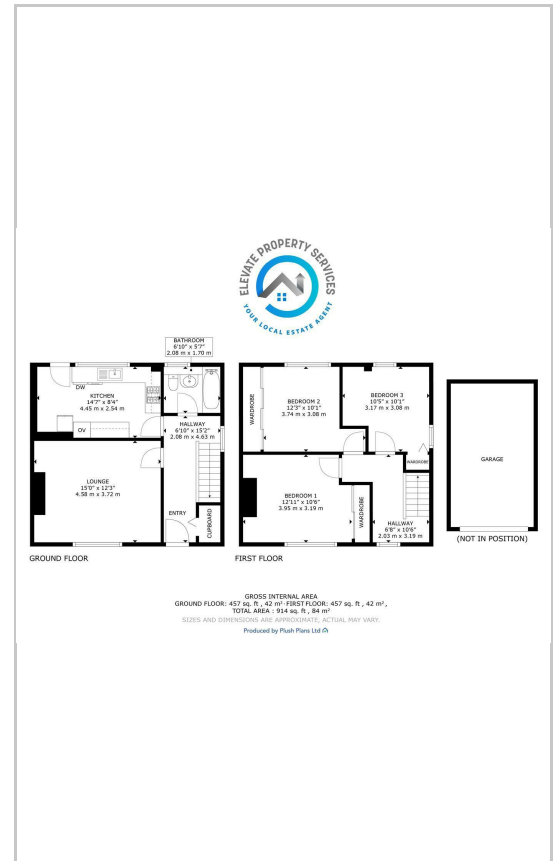 ELEVATE PROPERTY SERVICES
YOUR LOCAL ESTATE AGENT
BATHROOM
6'10" x 5'7"
2.08 m x 1.70 m
DW
KITCHEN
14'7" x 8'4"
4.45 m x 2.54 m
OV
HALLWAY
6'10" x 15'2"
2.08 m x 4.63 m
LOUNGE
15'0" x 12'3"
4.58 m x 3.72 m
ENTRY
CUPBOARD
GROUND FLOOR
WARDROBE
BEDROOM 2
12'3" x 10'1"
3.74 m x 3.08 m
BEDROOM 3
10'5" x 10'1"
3.17 m x 3.08 m
WARDROBE
BEDROOM 1
12'11" x 10'6"
3.95 m x 3.19 m
WARDROBE
HALLWAY
6'8" x 10'6"
2.03 m x 3.19 m
FIRST FLOOR
GARAGE
(NOT IN POSITION)
GROSS INTERNAL AREA
GROUND FLOOR: 457 sq. ft , 42 m² FIRST FLOOR: 457 sq. ft , 42 m² ,
TOTAL AREA : 914 sq. ft , 84 m²
SIZES AND DIMENSIONS ARE APPROXIMATE, ACTUAL MAY VARY.
Produced by Plush Plans Ltd